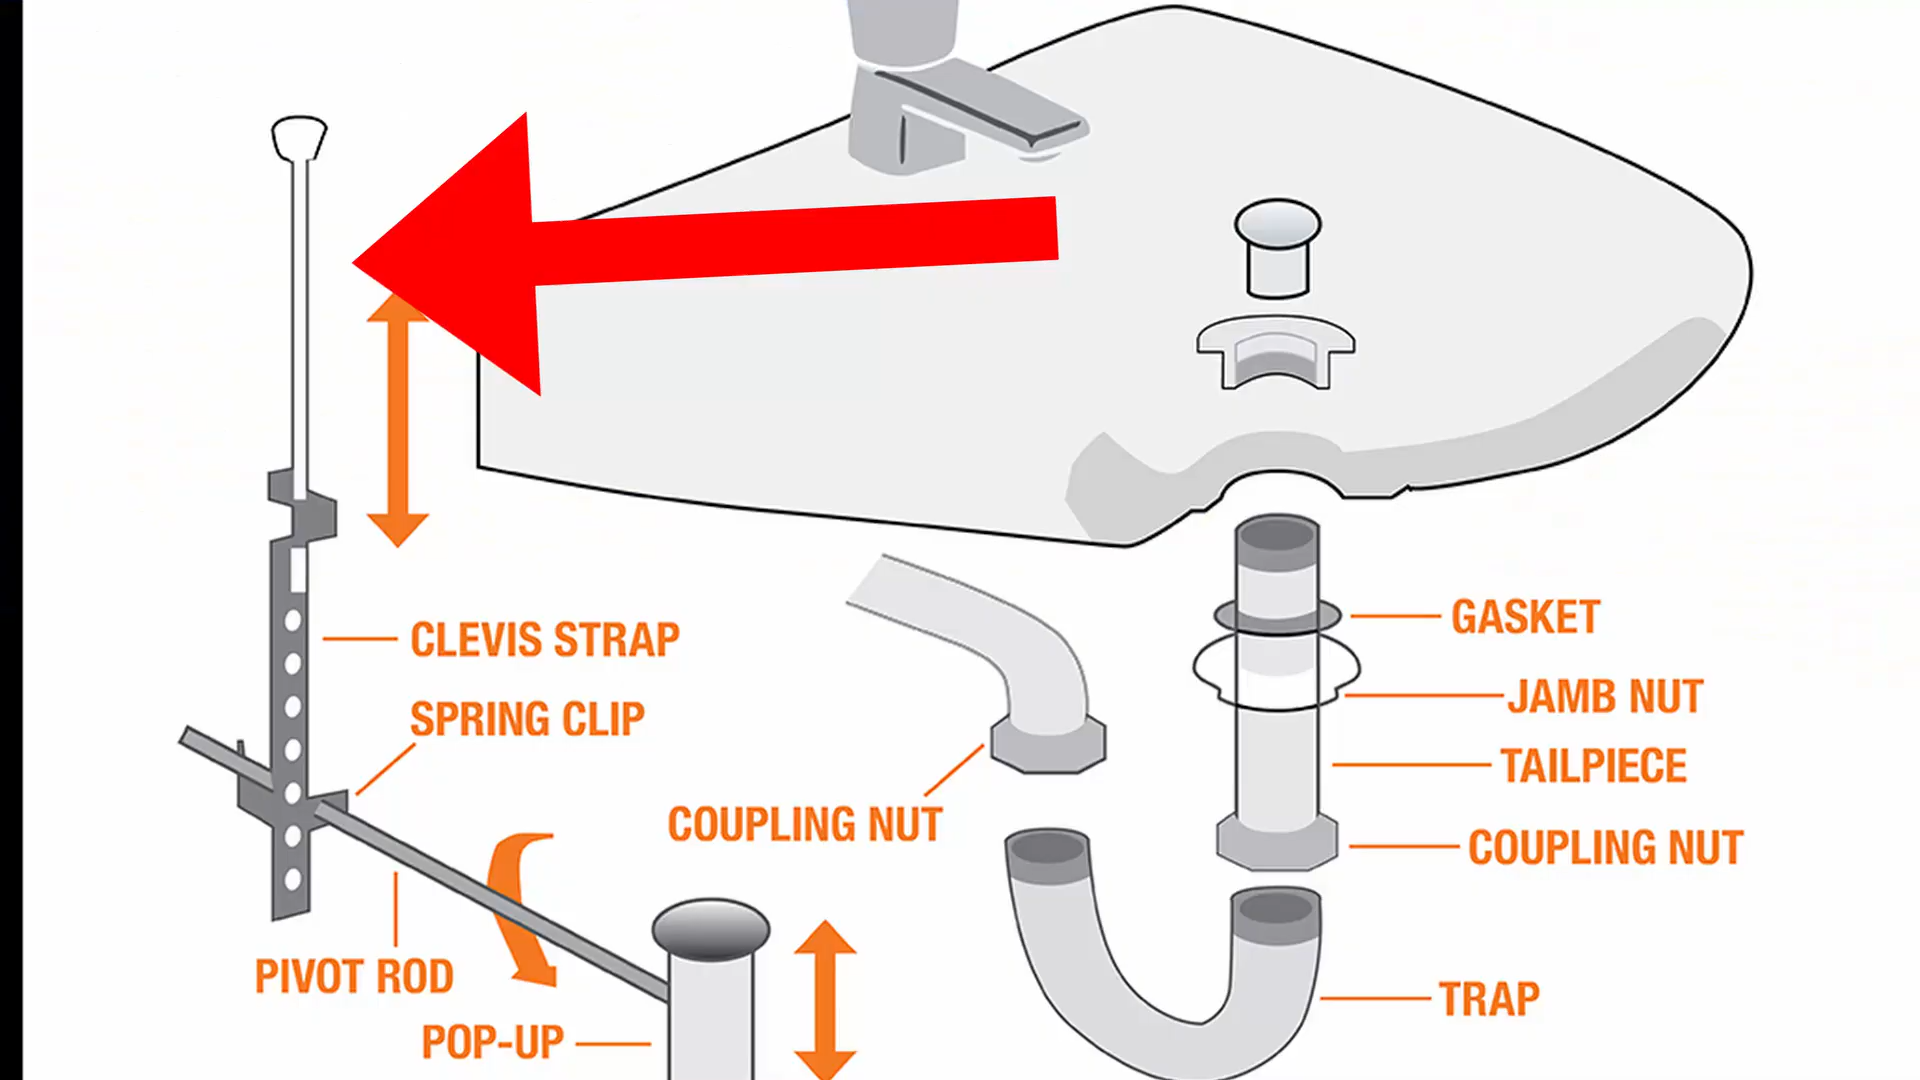 GASKET
CLEVIS STRAP
JAMB NUT
SPRING CLIP
TAILPIECE
COUPLING NUT
COUPLING NUT
PIVOT ROD
TRAP
POP-UP